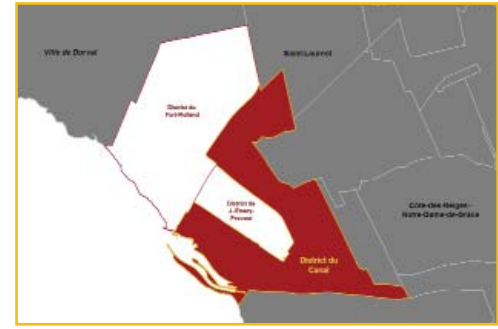 Ville de Dorval
Saint-Laurent
District du
Fort-Rolland
District de
J.-Émery-
Provost
Côte-des-Neiges–
Notre-Dame-de-Grâce
District du
Canal